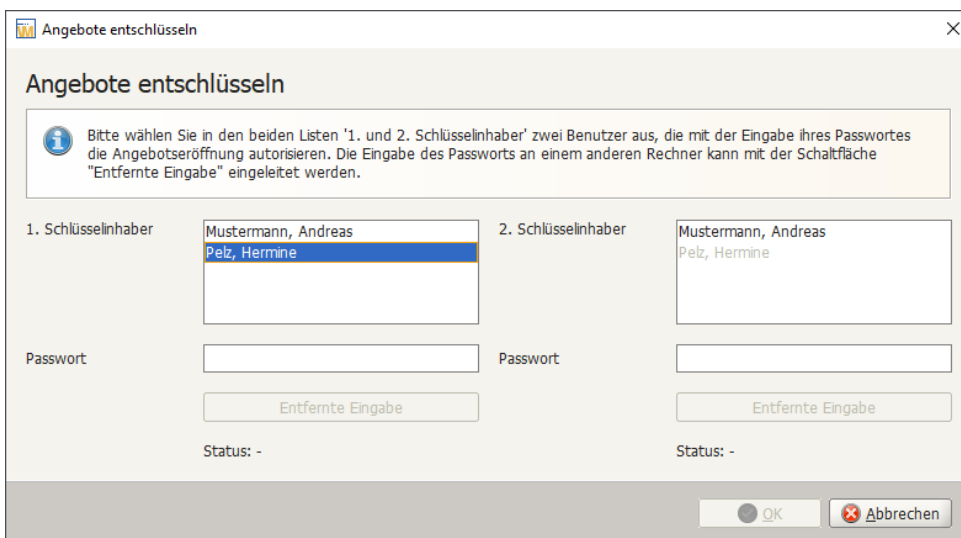 Angebote entschlüsseln
Angebote entschlüsseln
Bitte wählen Sie in den beiden Listen '1. und 2. Schlüsselinhaber' zwei Benutzer aus, die mit der Eingabe ihres Passwortes
die Angebotseröffnung autorisieren. Die Eingabe des Passworts an einem anderen Rechner kann mit der Schaltfläche
"Entfernte Eingabe" eingeleitet werden.
1. Schlüsselinhaber
Mustermann, Andreas
Pelz, Hermine
2. Schlüsselinhaber
Mustermann, Andreas
Pelz, Hermine
Passwort
Passwort
Entfernte Eingabe
Entfernte Eingabe
Status: -
Status: -
OK
Abbrechen